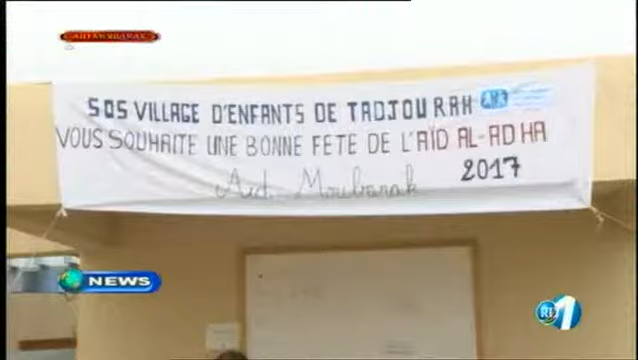 SOS VILLAGE D'ENFANTS DE TADJOURAH
VOUS SOUHAITE UNE BONNE FETE DE L'AÏD AL-ADHA
Aid Moubarak 2017
NEWS